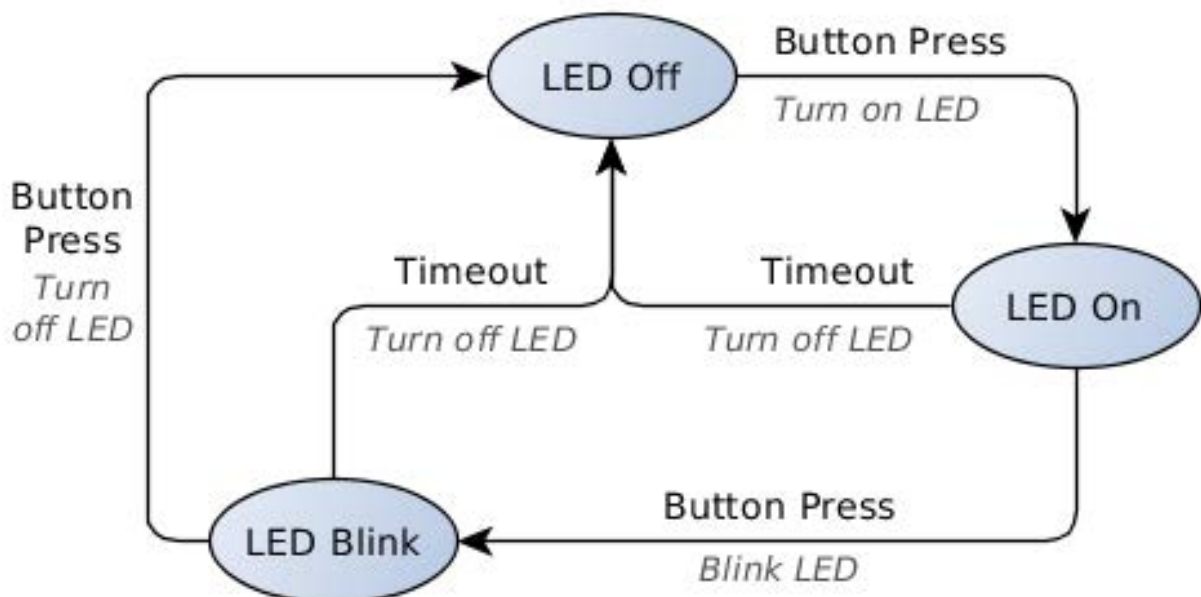 LED Off
Button Press
Turn on LED
Button
Press
Turn
off LED
Timeout
Turn off LED
Timeout
Turn off LED
LED On
LED Blink
Button Press
Blink LED